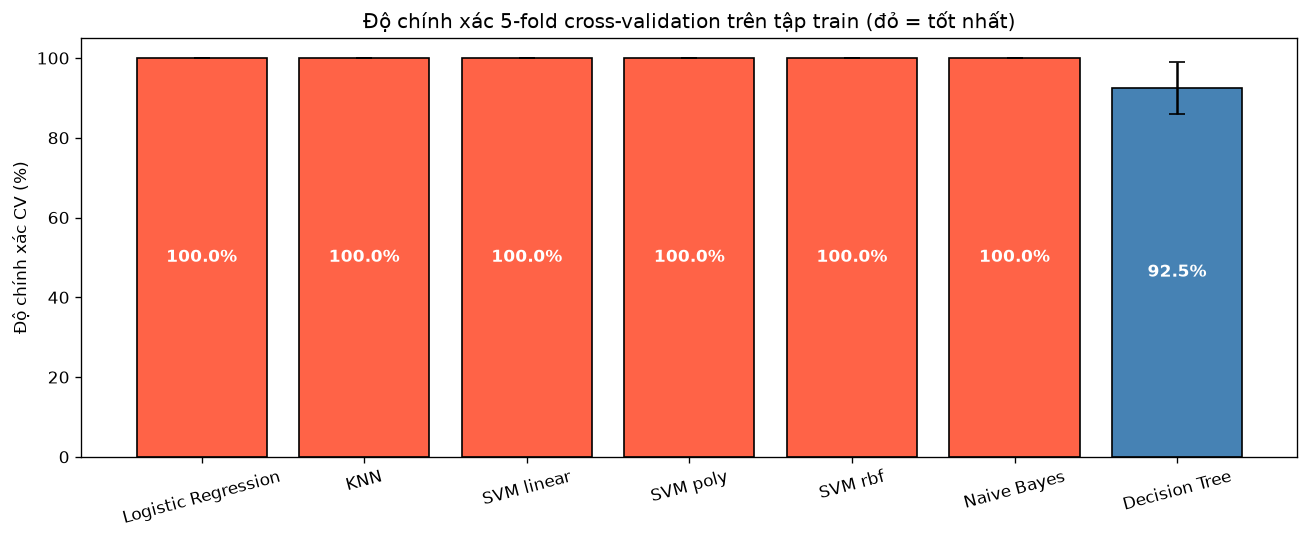 Độ chính xác 5-fold cross-validation trên tập train (đỏ = tốt nhất)
Độ chính xác CV (%)
100
80
60
40
20
0
100.0%
100.0%
100.0%
100.0%
100.0%
100.0%
92.5%
Logistic Regression
KNN
SVM linear
SVM poly
SVM rbf
Naive Bayes
Decision Tree